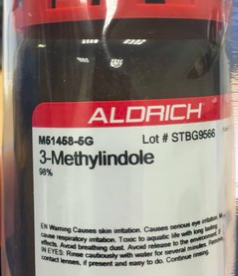 ALDRICH
M51458-5G Lot # STBG9566
3-Methylindole
98%
EN Warning Causes skin irritation. Causes serious eye irritation. M
cause respiratory irritation. Toxic to aquatic life with long lasting
effects. Avoid breathing dust. Avoid release to the environment. IF
IN EYES: Rinse cautiously with water for several minutes. Remove
contact lenses, if present and easy to do. Continue rinsing.